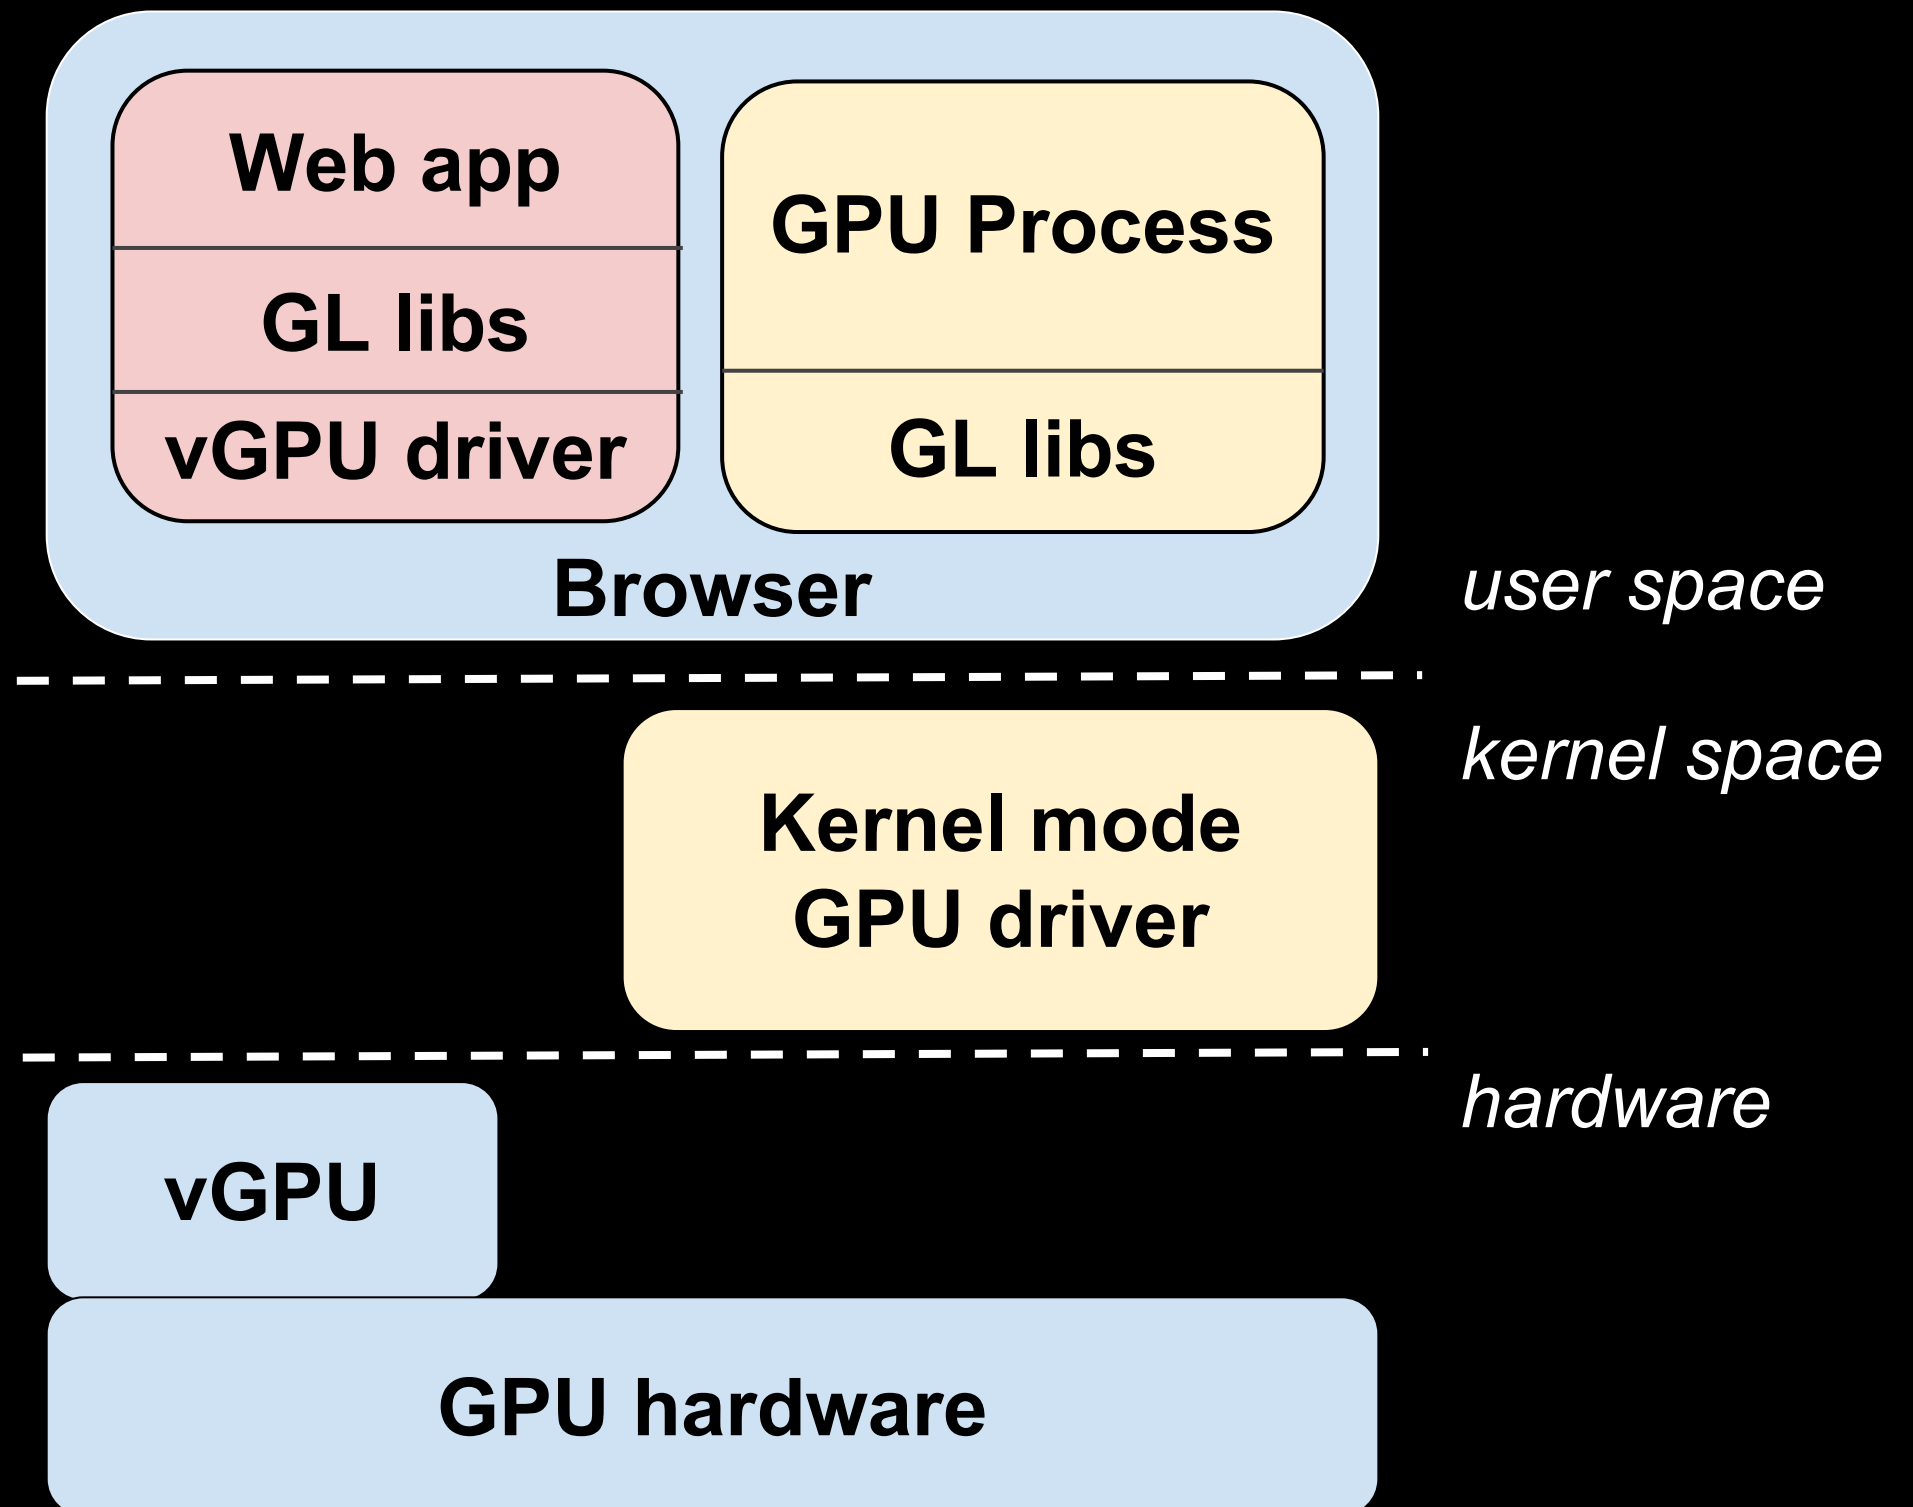 Web app
GL libs
vGPU driver
GPU Process
GL libs
Browser
user space
kernel space
Kernel mode
GPU driver
hardware
vGPU
GPU hardware